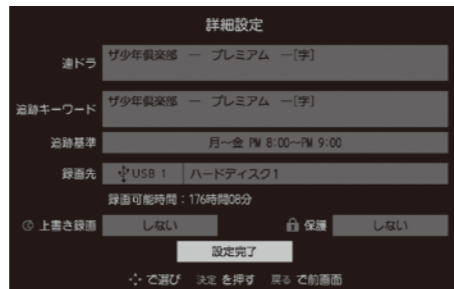 詳細設定
連ドラ ザ少年倶楽部 ― プレミアム ―[字]
追跡キーワード ザ少年倶楽部 ― プレミアム ―[字]
追跡基準 月～金 PM 8:00～PM 9:00
録画先 USB 1 ハードディスク1
録画可能時間：176時間08分
上書き録画 しない 保護 しない
設定完了
で選び 決定 を押す 戻る で前画面